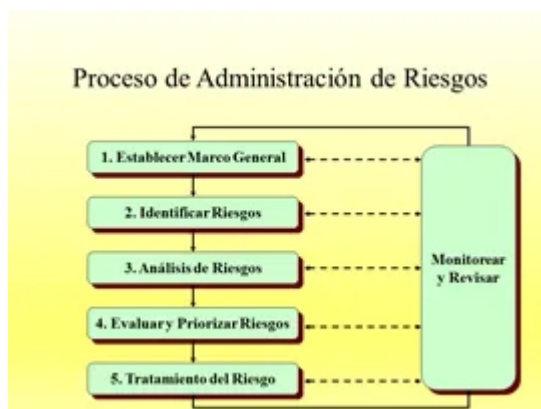 Proceso de Administración de Riesgos
1. Establecer Marco General
2. Identificar Riesgos
3. Análisis de Riesgos
4. Evaluar y Priorizar Riesgos
5. Tratamiento del Riesgo
Monitorear
y Revisar